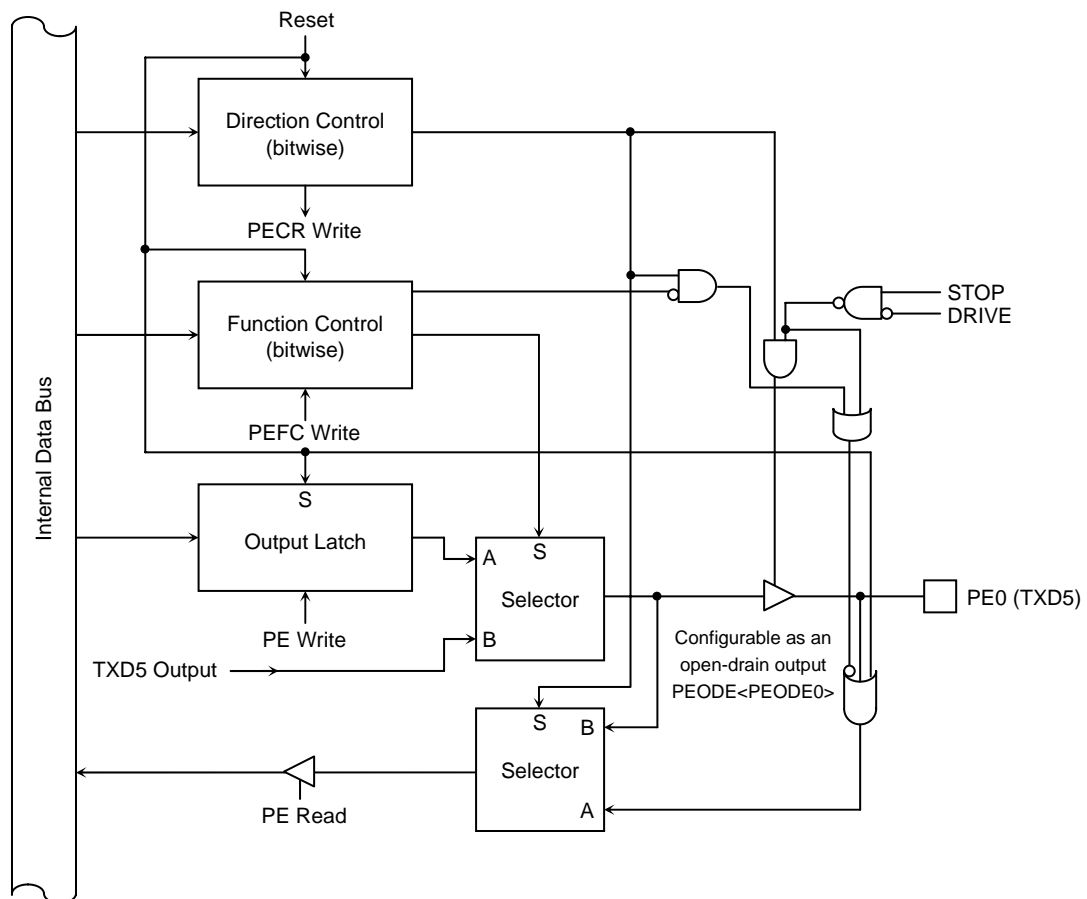 Reset
Direction Control
(bitwise)
PECR Write
Function Control
(bitwise)
STOP
DRIVE
PEFC Write
Internal Data Bus
S
Output Latch
A
S
Selector
B
PE Write
TXD5 Output
PE0 (TXD5)
Configurable as an
open-drain output
PEODE<PEODE0>
S
B
Selector
A
PE Read